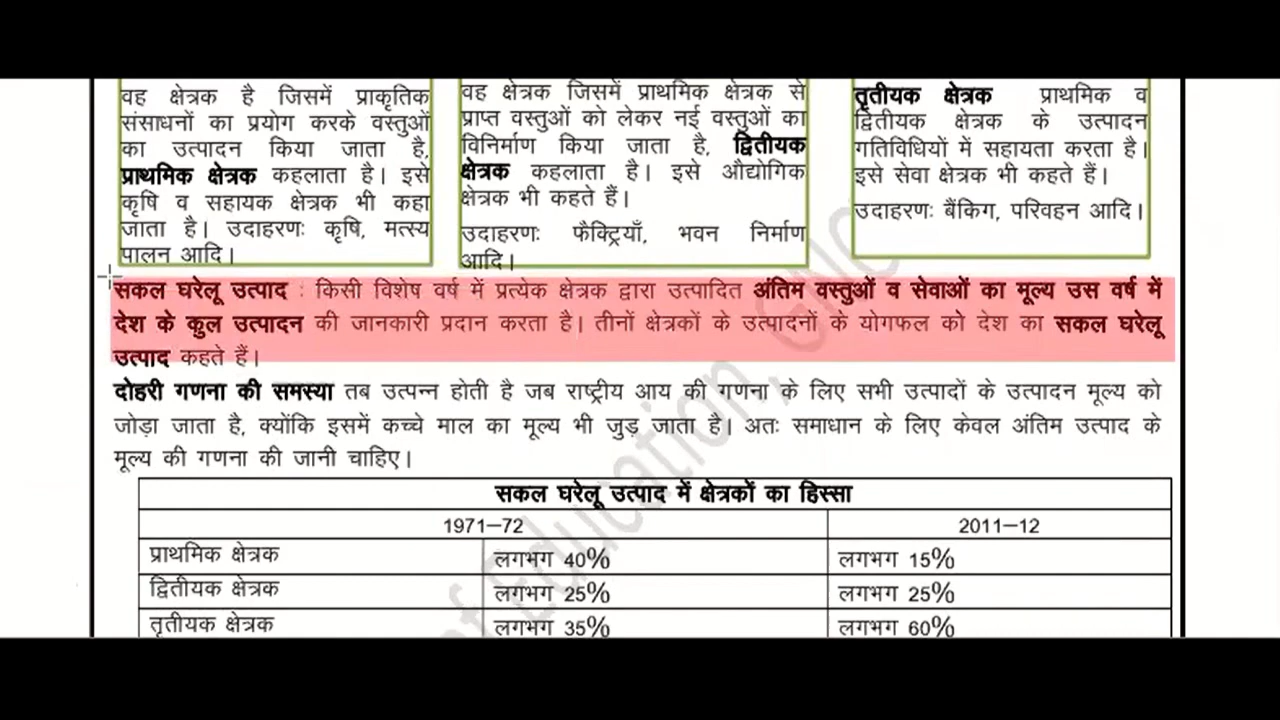 वह क्षेत्रक है जिसमें प्राकृतिक
संसाधनों का प्रयोग करके वस्तुओं
का उत्पादन किया जाता है,
प्राथमिक क्षेत्रक कहलाता है। इसे
कृषि व सहायक क्षेत्रक भी कहा
जाता है। उदाहरणः कृषि, मत्स्य
पालन आदि।
वह क्षेत्रक जिसमें प्राथमिक क्षेत्रक से
प्राप्त वस्तुओं को लेकर नई वस्तुओं का
विनिर्माण किया जाता है, द्वितीयक
क्षेत्रक कहलाता है। इसे औद्योगिक
क्षेत्रक भी कहते हैं।
उदाहरणः फैक्ट्रियाँ, भवन निर्माण
आदि।
तृतीयक क्षेत्रक प्राथमिक व
द्वितीयक क्षेत्रक के उत्पादन
गतिविधियों में सहायता करता है।
इसे सेवा क्षेत्रक भी कहते हैं।
उदाहरणः बैंकिग, परिवहन आदि।
सकल घरेलू उत्पाद : किसी विशेष वर्ष में प्रत्येक क्षेत्रक द्वारा उत्पादित अंतिम वस्तुओं व सेवाओं का मूल्य उस वर्ष में
देश के कुल उत्पादन की जानकारी प्रदान करता है। तीनों क्षेत्रकों के उत्पादनों के योगफल को देश का सकल घरेलू
उत्पाद कहते हैं।
दोहरी गणना की समस्या तब उत्पन्न होती है जब राष्ट्रीय आय की गणना के लिए सभी उत्पादों के उत्पादन मूल्य को
जोड़ा जाता है, क्योंकि इसमें कच्चे माल का मूल्य भी जुड़ जाता है। अतः समाधान के लिए केवल अंतिम उत्पाद के
मूल्य की गणना की जानी चाहिए।
सकल घरेलू उत्पाद में क्षेत्रकों का हिस्सा
1971–72 2011–12
प्राथमिक क्षेत्रक लगभग 40% लगभग 15%
द्वितीयक क्षेत्रक लगभग 25% लगभग 25%
तृतीयक क्षेत्रक लगभग 35% लगभग 60%
of Education, GNC